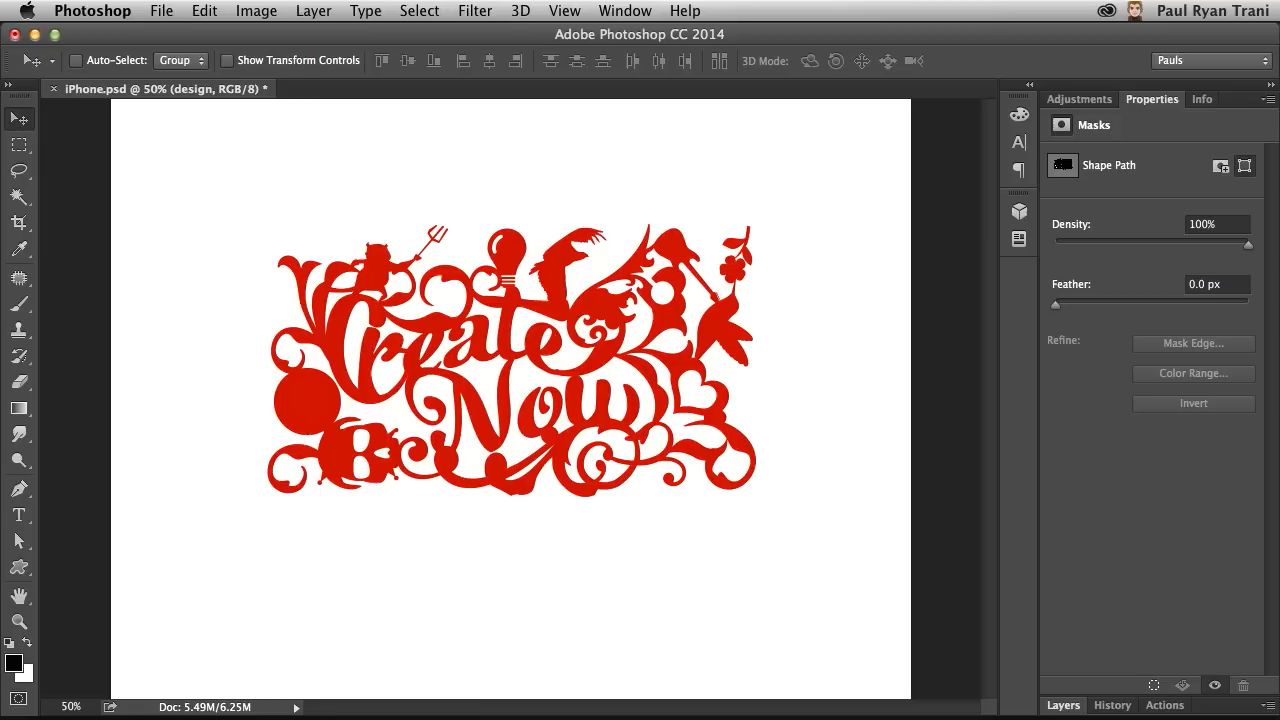 Photoshop File Edit Image Layer Type Select Filter 3D View Window Help Paul Ryan Trani
Adobe Photoshop CC 2014
Auto-Select: Group Show Transform Controls 3D Mode: Pauls
× iPhone.psd @ 50% (design, RGB/8) *
Adjustments Properties Info
Masks
Shape Path
Density: 100%
Feather: 0.0 px
Refine: Mask Edge...
Color Range...
Invert
Create
Now
50% Doc: 5.49M/6.25M
Layers History Actions